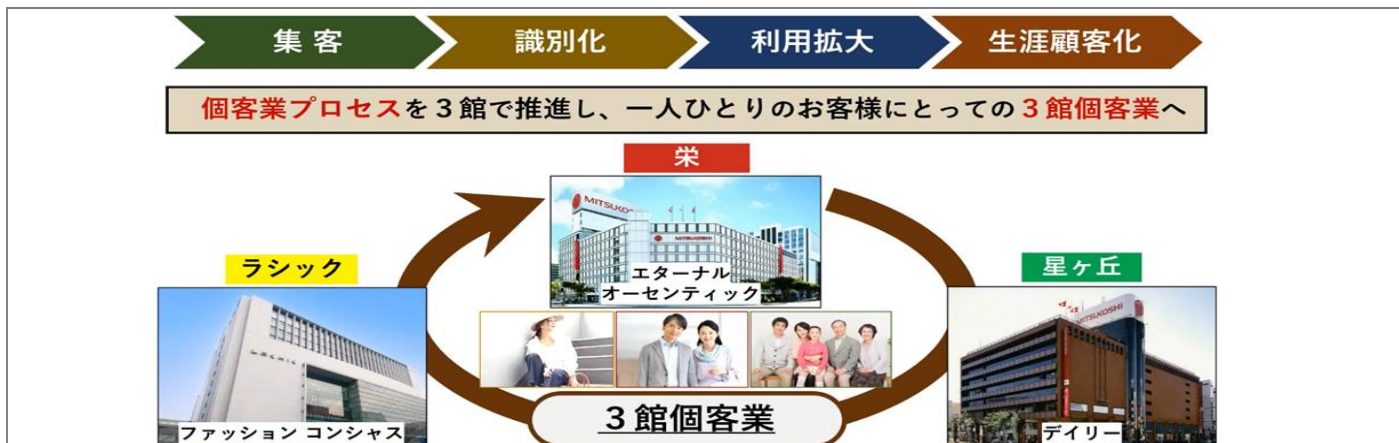 集客
識別化
利用拡大
生涯顧客化
個客業プロセスを３館で推進し、一人ひとりのお客様にとっての３館個客業へ
栄
MITSUKOSHI
MITSUKOSHI
エターナル
オーセンティック
ラシック
ファッション コンシャス
星ヶ丘
MITSUKOSHI
デイリー
３館個客業